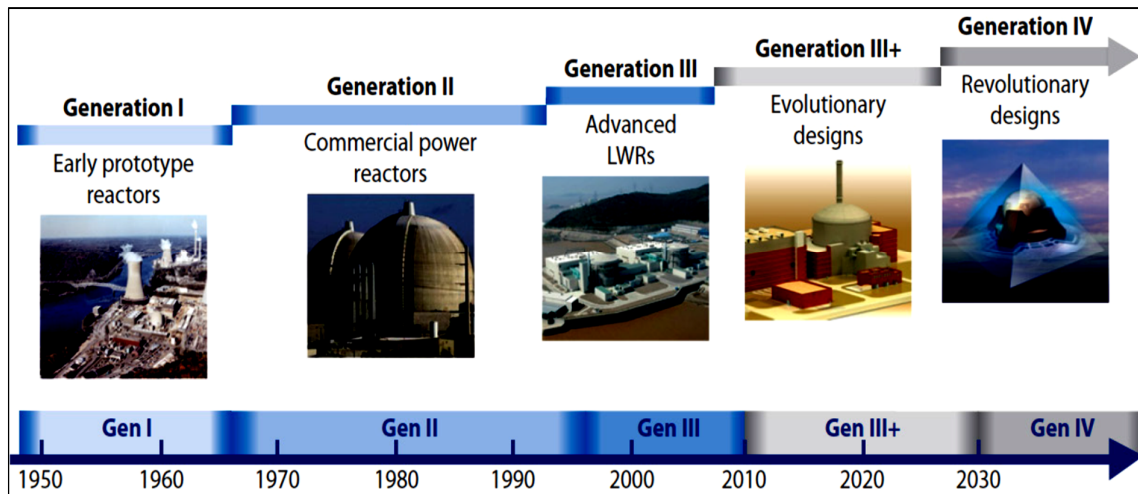 Generation I
Early prototype
reactors
Generation II
Commercial power
reactors
Generation III
Advanced
LWRs
Generation III+
Evolutionary
designs
Generation IV
Revolutionary
designs
Gen I
Gen II
Gen III
Gen III+
Gen IV
1950
1960
1970
1980
1990
2000
2010
2020
2030